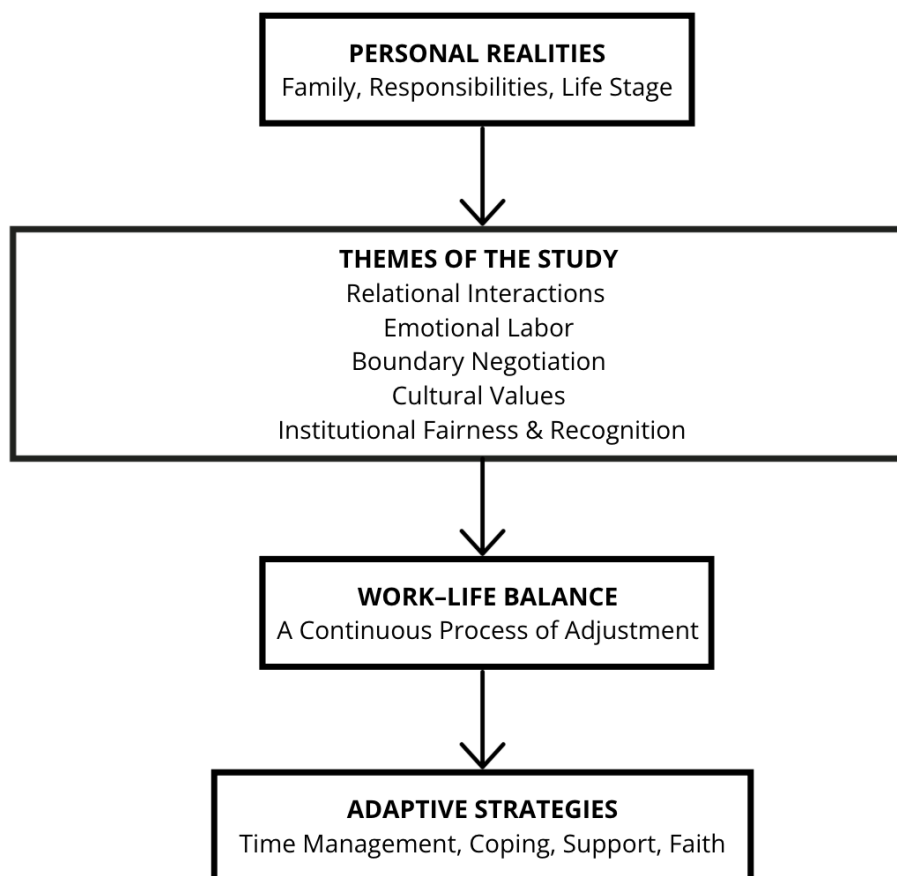 PERSONAL REALITIES
Family, Responsibilities, Life Stage
THEMES OF THE STUDY
Relational Interactions
Emotional Labor
Boundary Negotiation
Cultural Values
Institutional Fairness & Recognition
WORK–LIFE BALANCE
A Continuous Process of Adjustment
ADAPTIVE STRATEGIES
Time Management, Coping, Support, Faith